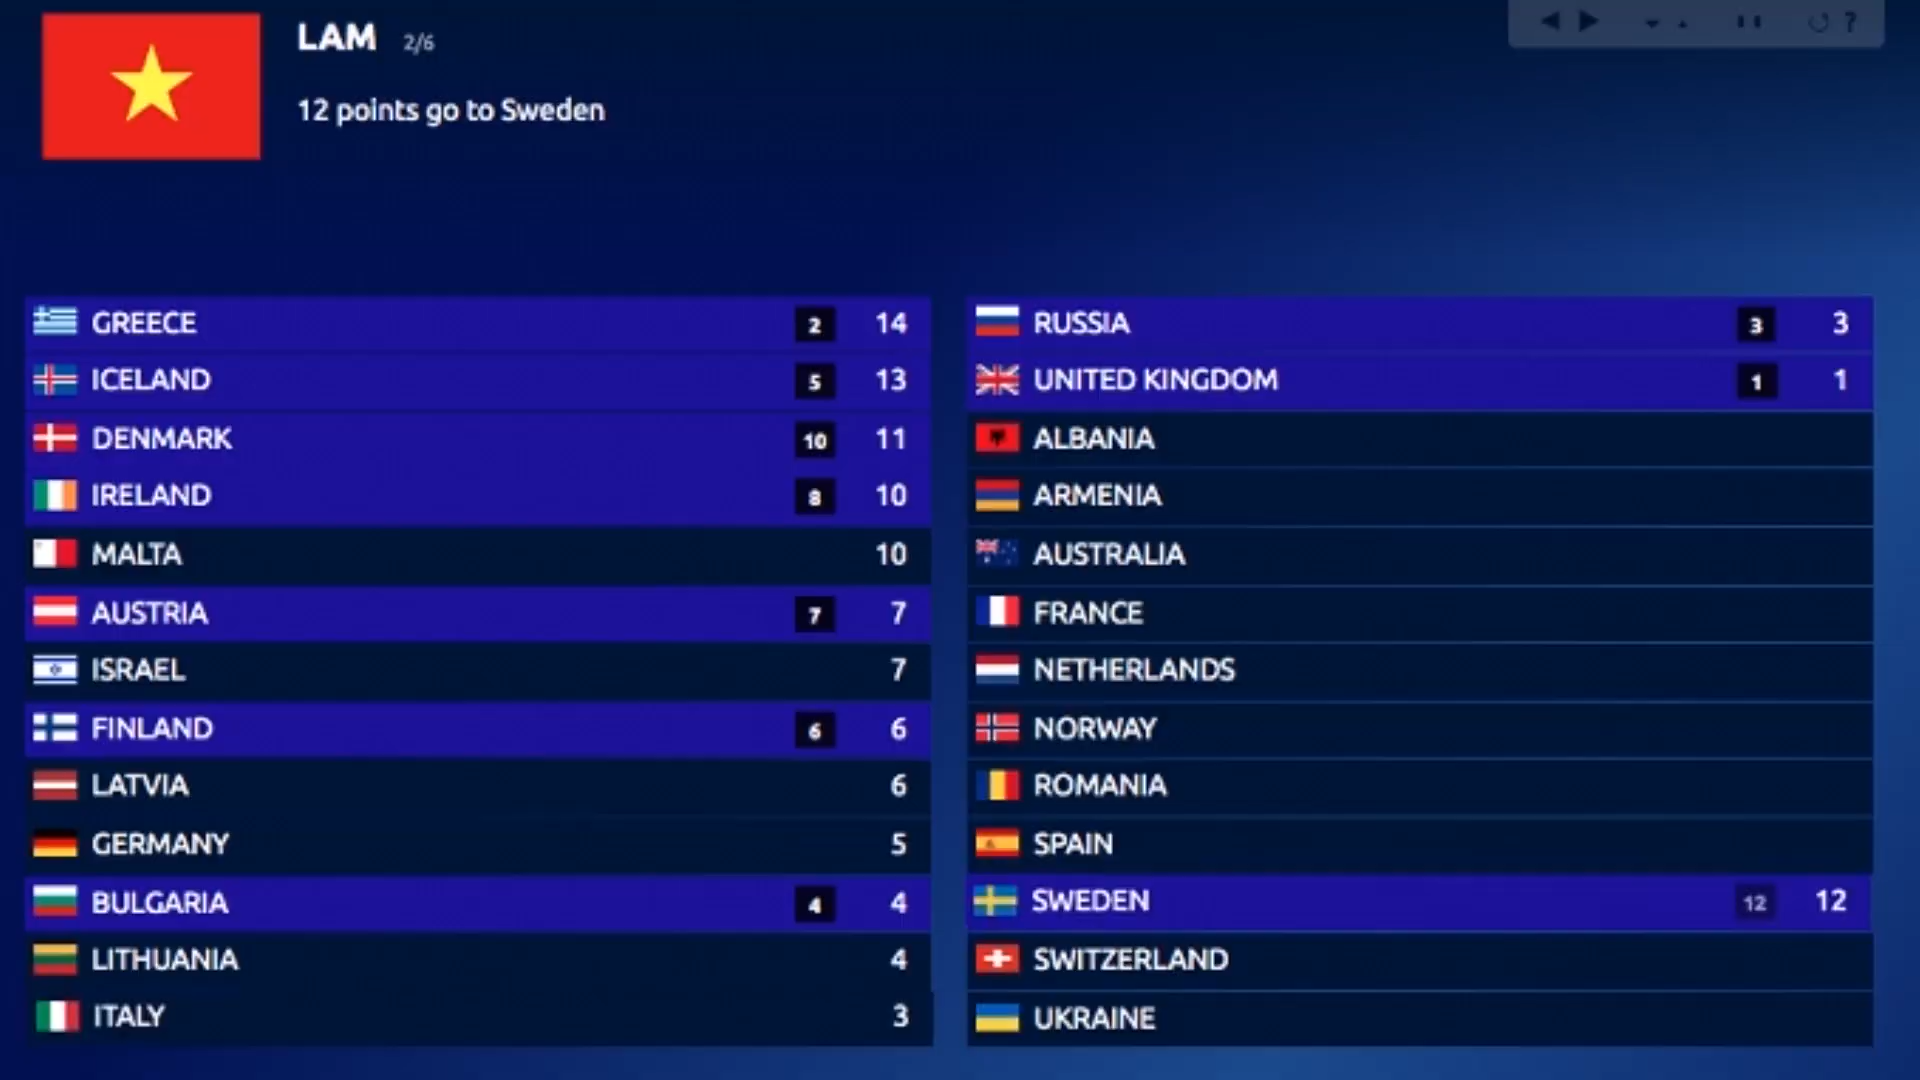 LAM 2/6
12 points go to Sweden
?
GREECE 2 14
ICELAND 5 13
DENMARK 10 11
IRELAND 8 10
MALTA 10
AUSTRIA 7 7
ISRAEL 7
FINLAND 6 6
LATVIA 6
GERMANY 5
BULGARIA 4 4
LITHUANIA 4
ITALY 3
RUSSIA 3 3
UNITED KINGDOM 1 1
ALBANIA
ARMENIA
AUSTRALIA
FRANCE
NETHERLANDS
NORWAY
ROMANIA
SPAIN
SWEDEN 12 12
SWITZERLAND
UKRAINE